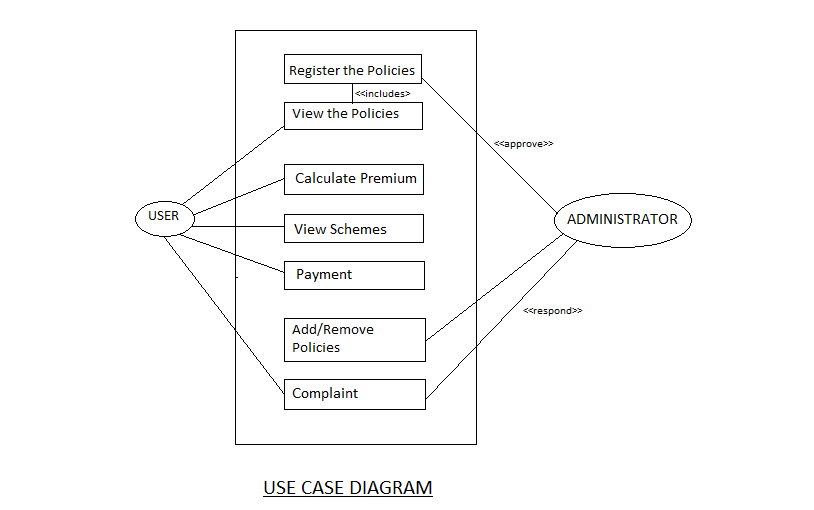 Register the Policies
<<includes>
View the Policies
<<approve>>
Calculate Premium
USER
ADMINISTRATOR
View Schemes
Payment
<<respond>>
Add/Remove
Policies
Complaint
USE CASE DIAGRAM